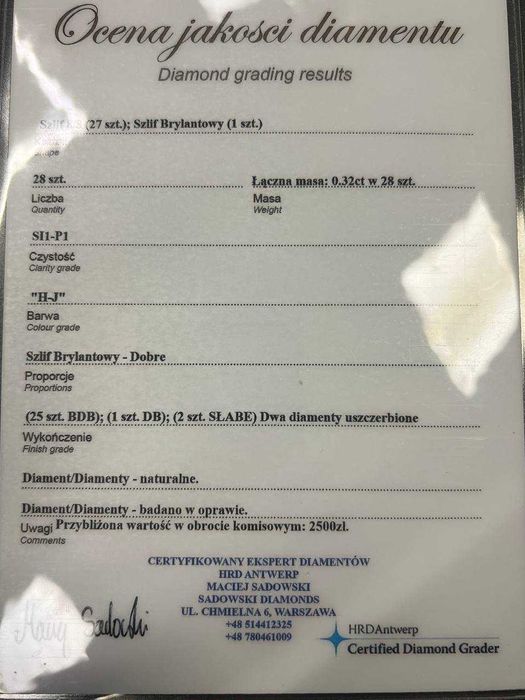 Ocena jakości diamentu
Diamond grading results
Szlif (27 szt.); Szlif Brylantowy (1 szt.)
28 szt. Łączna masa: 0.32ct w 28 szt.
Liczba Masa
Quantity Weight
SI1-P1
Czystość
Clarity grade
"H-J"
Barwa
Colour grade
Szlif Brylantowy - Dobre
Proporcje
Proportions
(25 szt. BDB); (1 szt. DB); (2 szt. SŁABE) Dwa diamenty uszczerbione
Wykończenie
Finish grade
Diament/Diamenty - naturalne.
Diament/Diamenty - badano w oprawie.
Uwagi Przybliżona wartość w obrocie komisowym: 2500zl.
Comments
CERTYFIKOWANY EKSPERT DIAMENTÓW
HRD ANTWERP
MACIEJ SADOWSKI
SADOWSKI DIAMONDS
UL. CHMIELNA 6, WARSZAWA
+48 514412325
+48 780461009
HRDAntwerp
Certified Diamond Grader